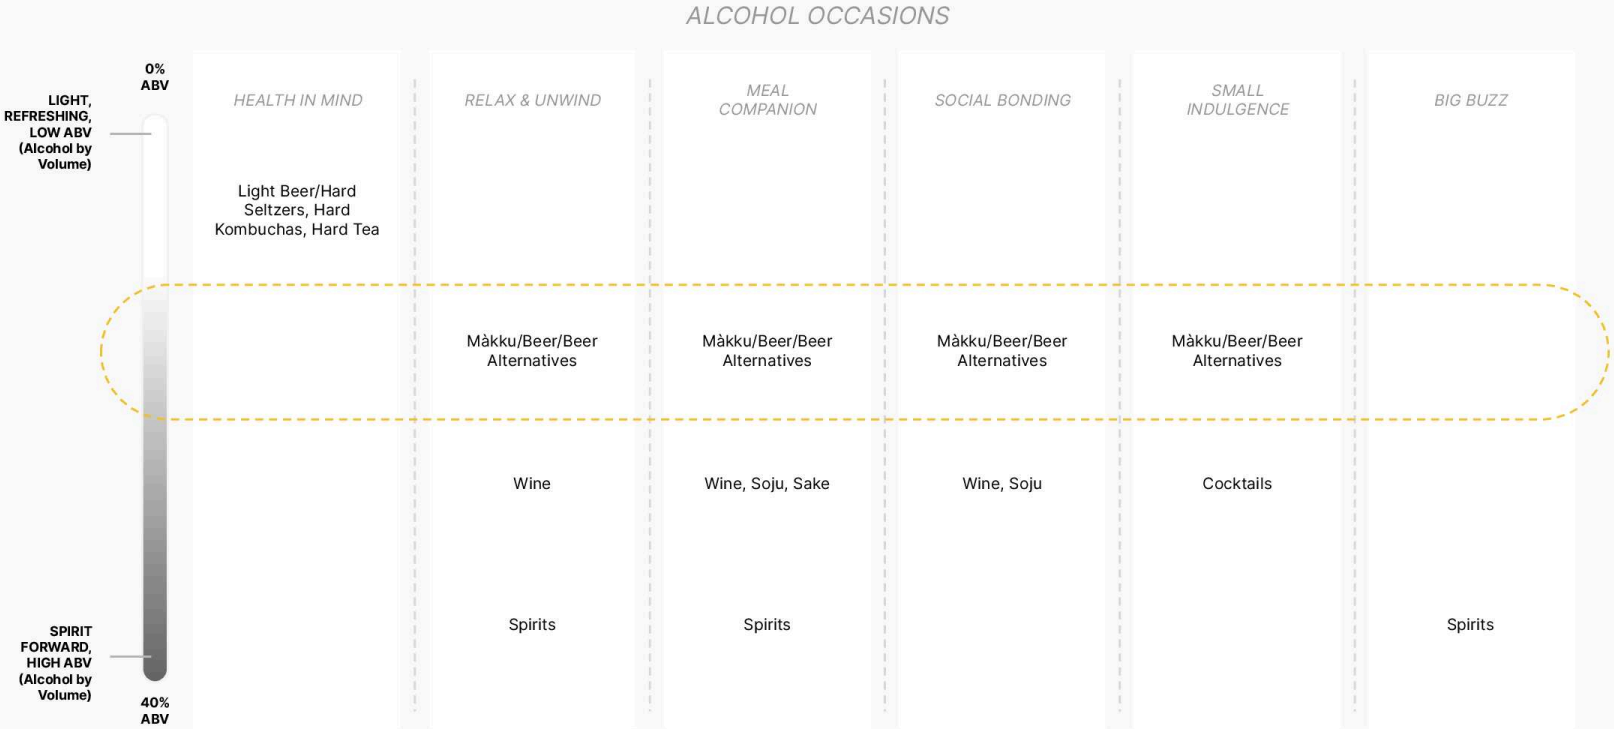 ALCOHOL OCCASIONS
0%
ABV
LIGHT,
REFRESHING,
LOW ABV
(Alcohol by
Volume)
HEALTH IN MIND
RELAX & UNWIND
MEAL
COMPANION
SOCIAL BONDING
SMALL
INDULGENCE
BIG BUZZ
Light Beer/Hard
Seltzers, Hard
Kombuchas, Hard Tea
Màkku/Beer/Beer
Alternatives
Màkku/Beer/Beer
Alternatives
Màkku/Beer/Beer
Alternatives
Màkku/Beer/Beer
Alternatives
Wine
Wine, Soju, Sake
Wine, Soju
Cocktails
Spirits
Spirits
Spirits
SPIRIT
FORWARD,
HIGH ABV
(Alcohol by
Volume)
40%
ABV